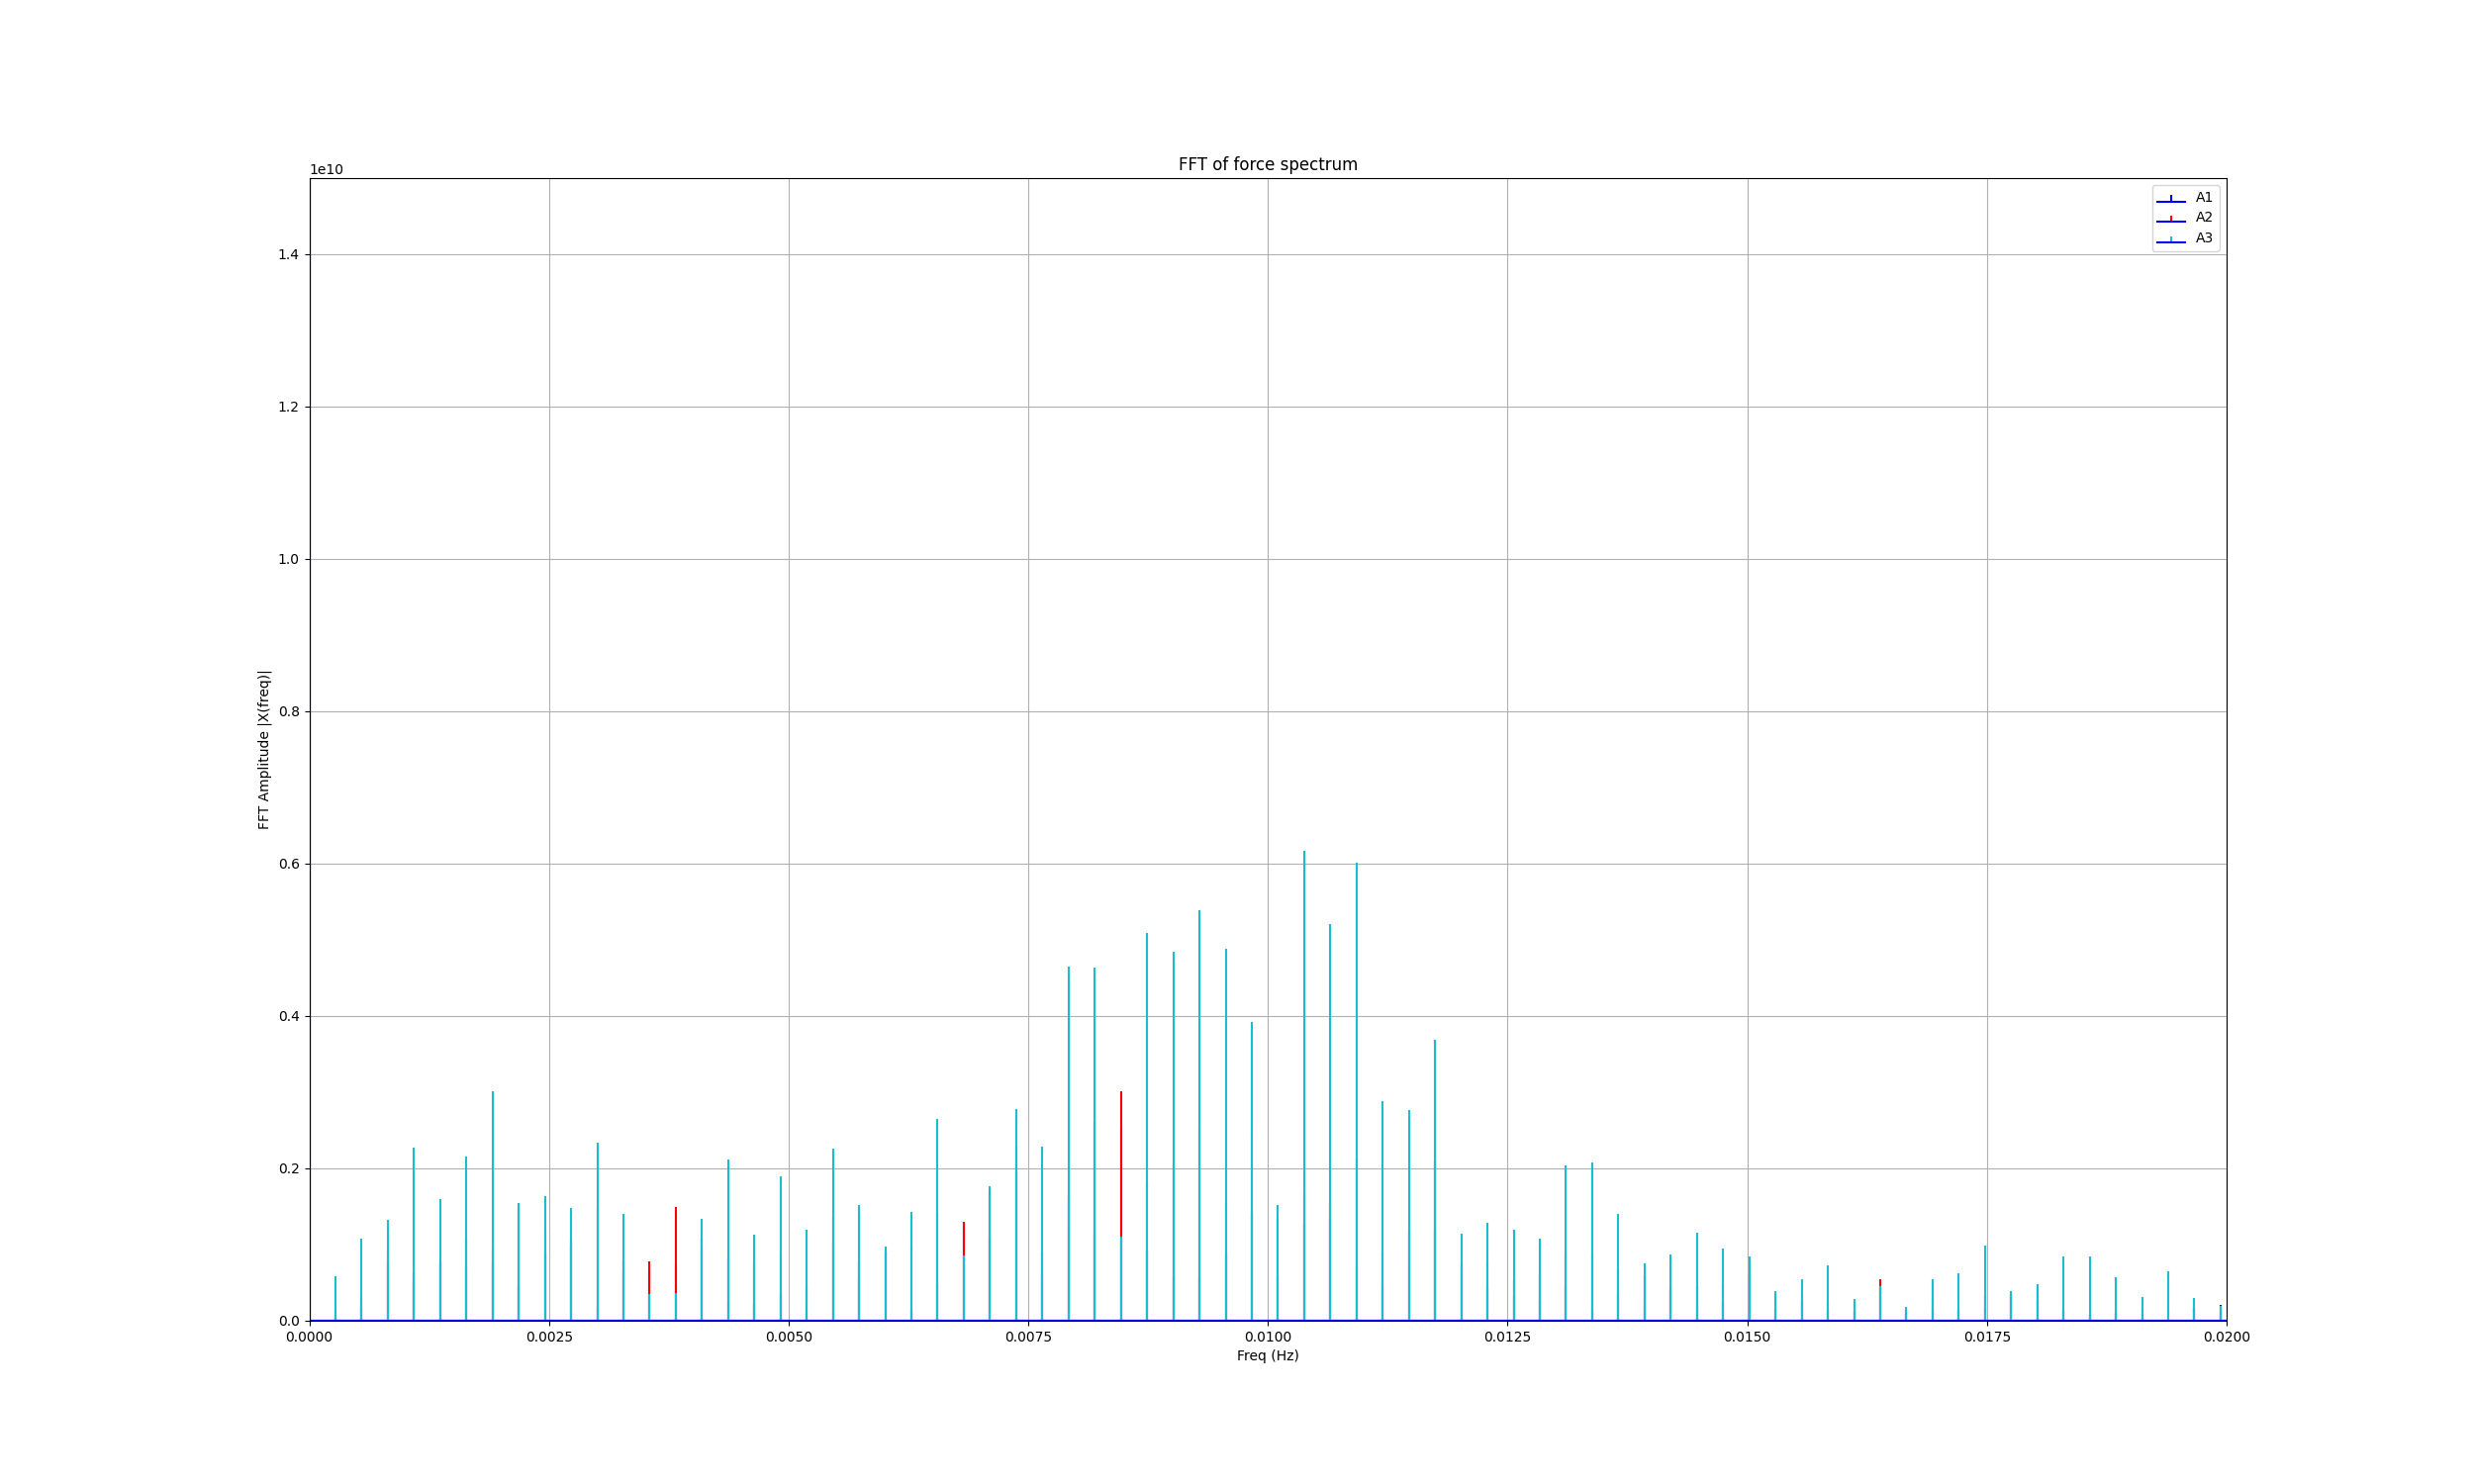 FFT of force spectrum
1e10
A1
A2
A3
1.4
1.2
1.0
0.8
0.6
0.4
0.2
0.0
FFT Amplitude |X(freq)|
0.0000 0.0025 0.0050 0.0075 0.0100 0.0125 0.0150 0.0175 0.0200
Freq (Hz)